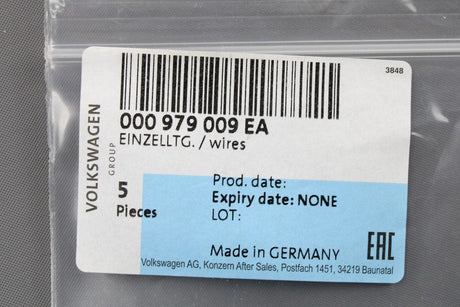 3848
000 979 009 EA
EINZELLTG. / wires
VOLKSWAGEN
GROUP
5
Pieces
Prod. date:
Expiry date: NONE
LOT:
Made in GERMANY
EAC
Volkswagen AG, Konzern After Sales, Postfach 1451, 34219 Baunatal